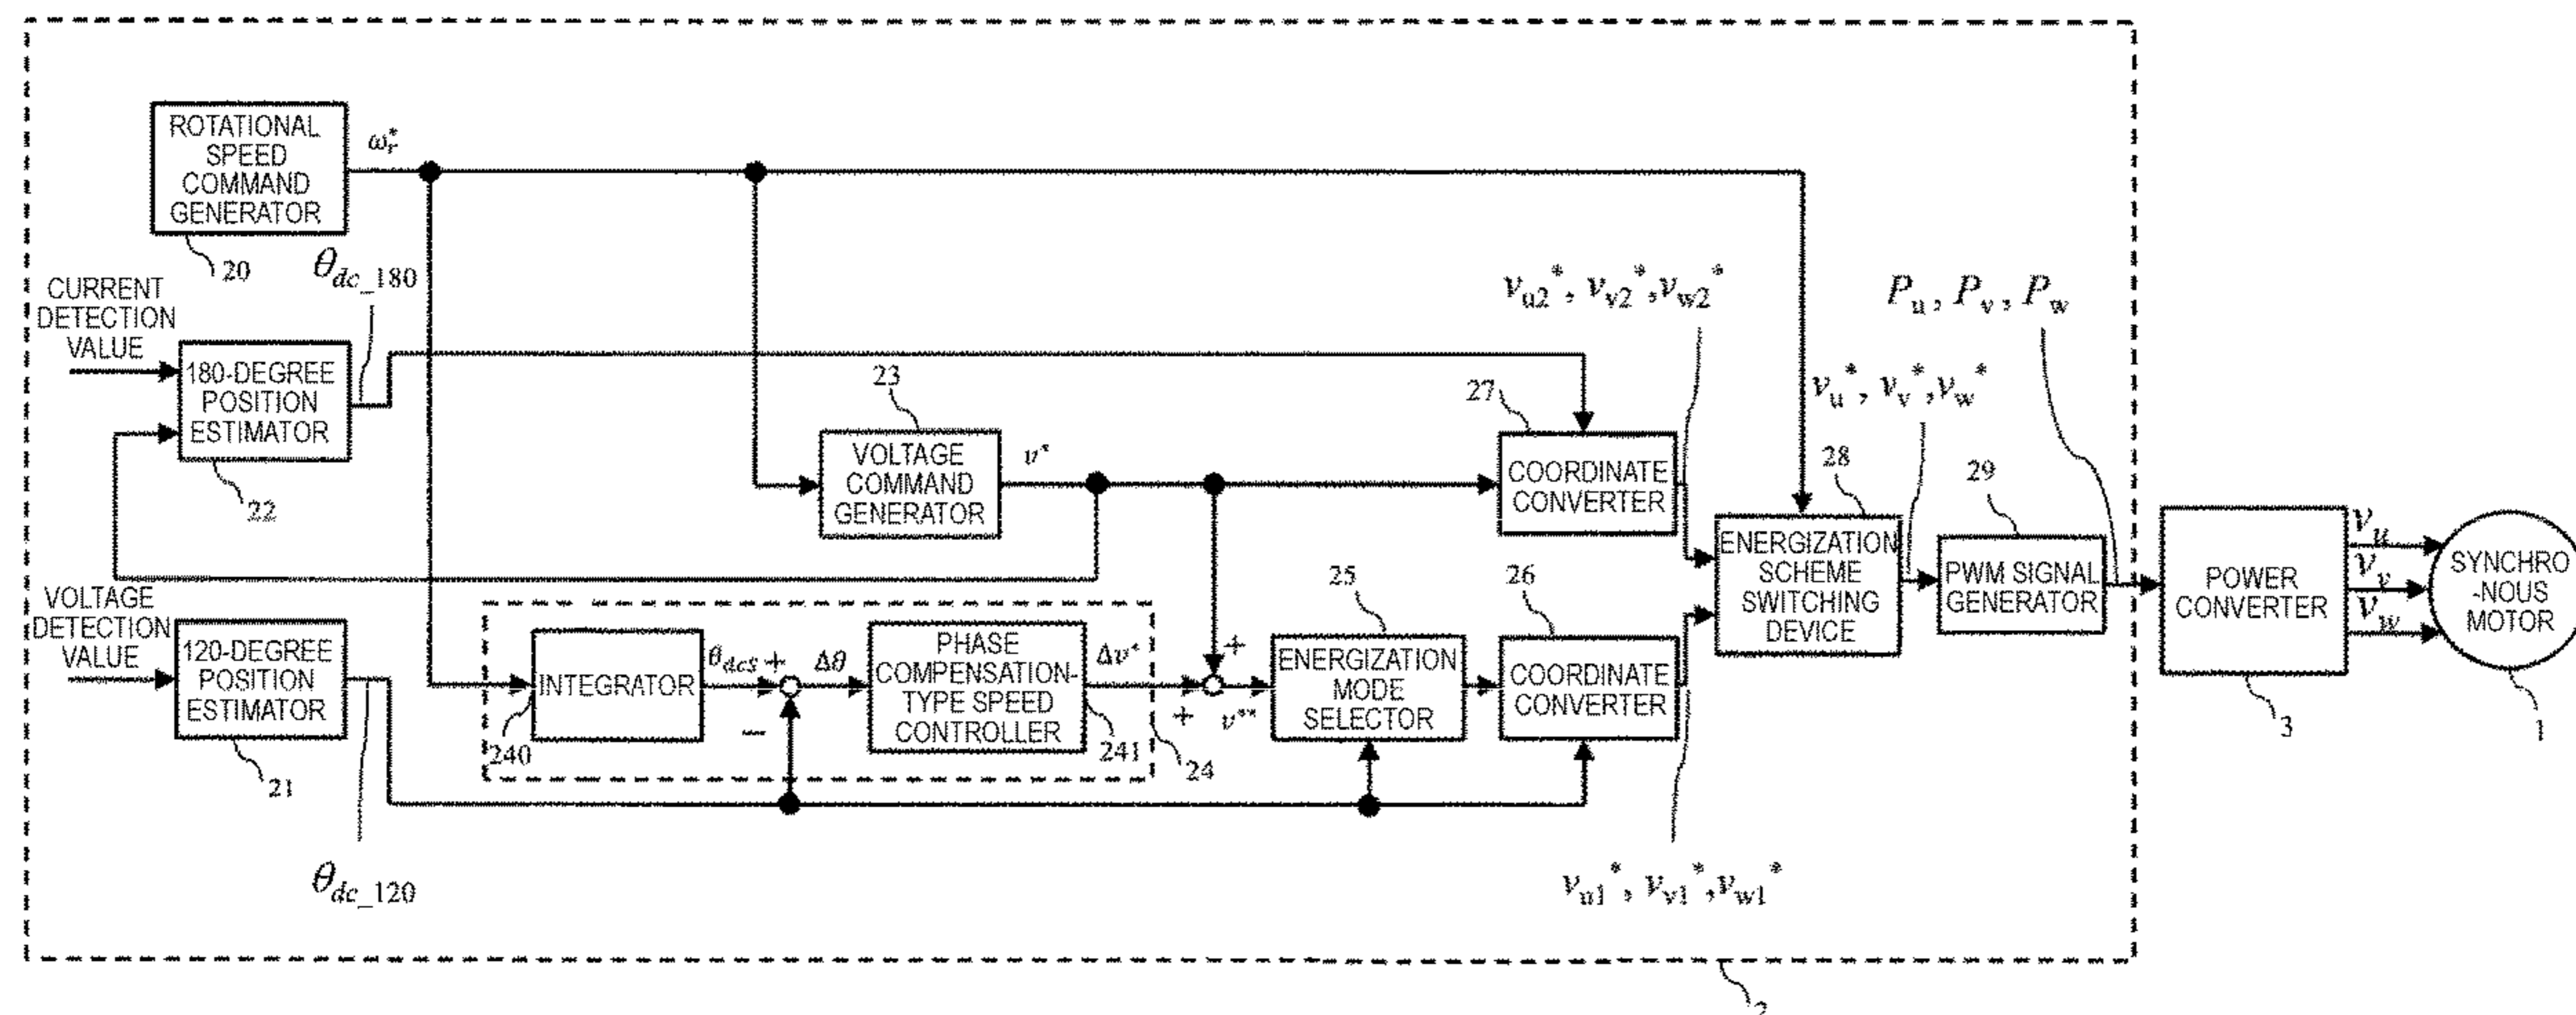 ROTATIONAL
SPEED
COMMAND
GENERATOR
ωr*
20
θdc_180
CURRENT
DETECTION
VALUE
180-DEGREE
POSITION
ESTIMATOR
22
23
VOLTAGE
COMMAND
GENERATOR
v*
27
COORDINATE
CONVERTER
vu2*, vv2*, vw2*
vu*, vv*, vw*
Pu, Pv, Pw
28
ENERGIZATION
SCHEME
SWITCHING
DEVICE
29
PWM SIGNAL
GENERATOR
POWER
CONVERTER
3
Vu
Vv
Vw
SYNCHRO
-NOUS
MOTOR
1
VOLTAGE
DETECTION
VALUE
120-DEGREE
POSITION
ESTIMATOR
21
θdc_120
INTEGRATOR
240
θdcs +
−
Δθ
PHASE
COMPENSATION-
TYPE SPEED
CONTROLLER
241
24
Δv*
+
+
v**
25
ENERGIZATION
MODE
SELECTOR
26
COORDINATE
CONVERTER
vu1*, vv1*, vw1*